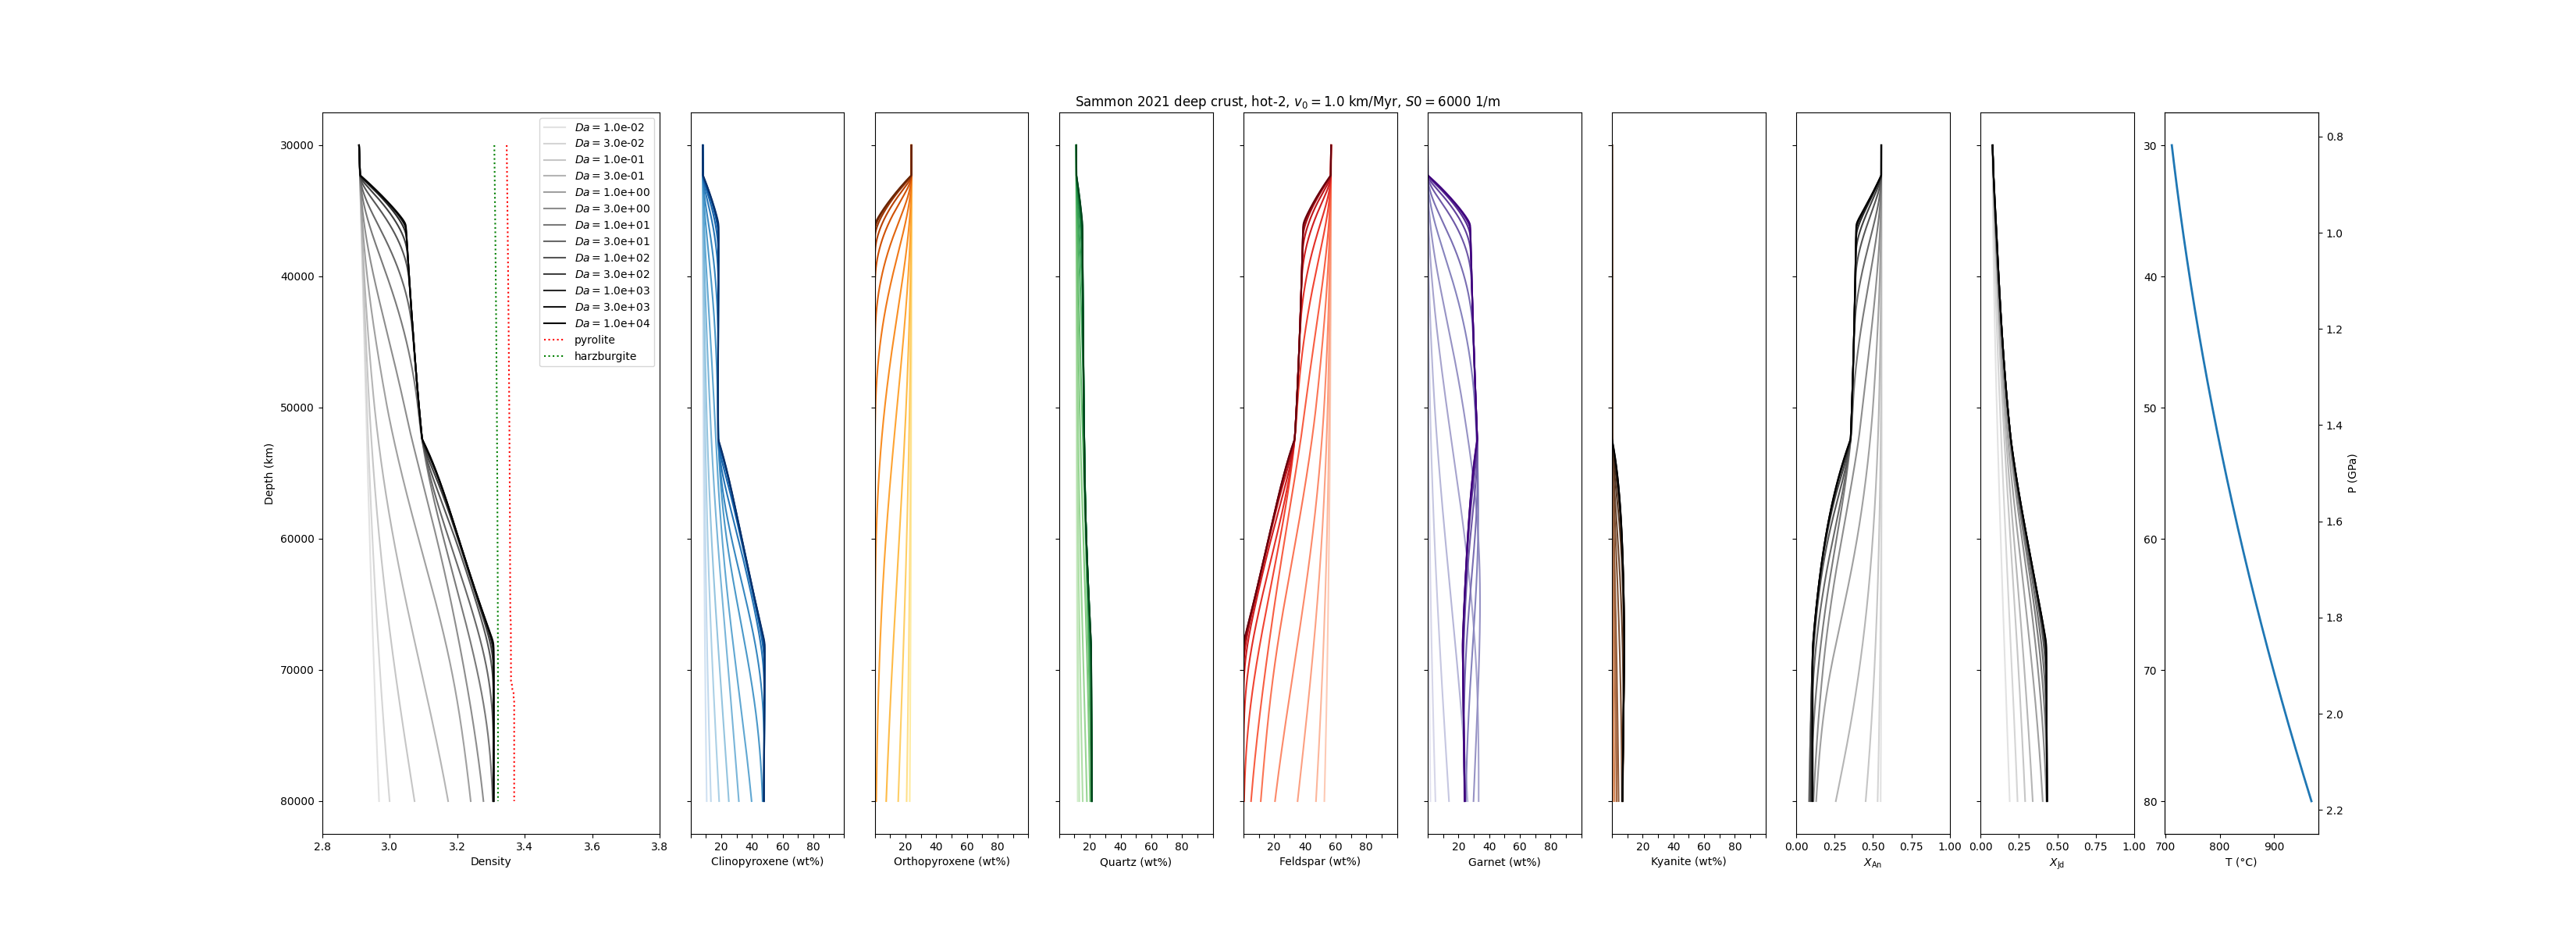 Sammon 2021 deep crust, hot-2, v₀ = 1.0 km/Myr, S0 = 6000 1/m
Da = 1.0e-02
Da = 3.0e-02
Da = 1.0e-01
Da = 3.0e-01
Da = 1.0e+00
Da = 3.0e+00
Da = 1.0e+01
Da = 3.0e+01
Da = 1.0e+02
Da = 3.0e+02
Da = 1.0e+03
Da = 3.0e+03
Da = 1.0e+04
pyrolite
harzburgite
Depth (km)
30000
40000
50000
60000
70000
80000
2.8 3.0 3.2 3.4 3.6 3.8
Density
20 40 60 80
Clinopyroxene (wt%)
20 40 60 80
Orthopyroxene (wt%)
20 40 60 80
Quartz (wt%)
20 40 60 80
Feldspar (wt%)
20 40 60 80
Garnet (wt%)
20 40 60 80
Kyanite (wt%)
0.00 0.25 0.50 0.75 1.00
X_An
0.00 0.25 0.50 0.75 1.00
X_Jd
30
40
50
60
70
80
700 800 900
T (°C)
0.8
1.0
1.2
1.4
1.6
1.8
2.0
2.2
P (GPa)